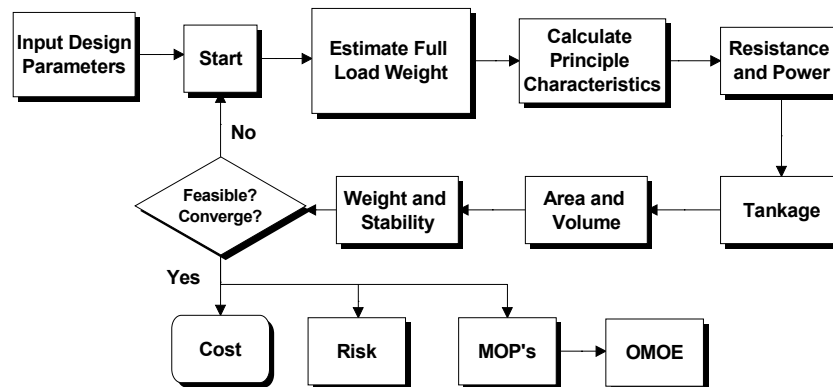 Input Design
Parameters
Start
Estimate Full
Load Weight
Calculate
Principle
Characteristics
Resistance
and Power
No
Feasible?
Converge?
Weight and
Stability
Area and
Volume
Tankage
Yes
Cost
Risk
MOP's
OMOE